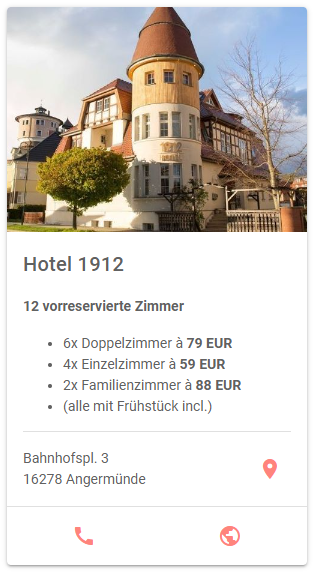 Hotel 1912
12 vorreservierte Zimmer
6x Doppelzimmer à 79 EUR
4x Einzelzimmer à 59 EUR
2x Familienzimmer à 88 EUR
(alle mit Frühstück incl.)
Bahnhofspl. 3
16278 Angermünde